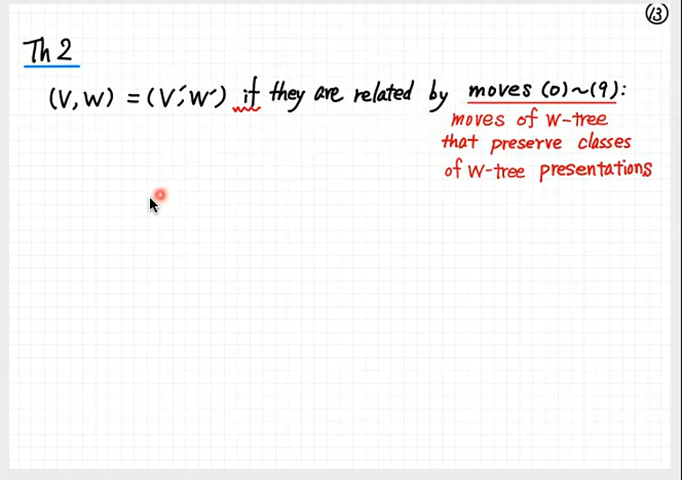 ⑬
Th 2
(V, W) = (V', W') if they are related by moves (0)~(9):
moves of w-tree
that preserve classes
of W-tree presentations